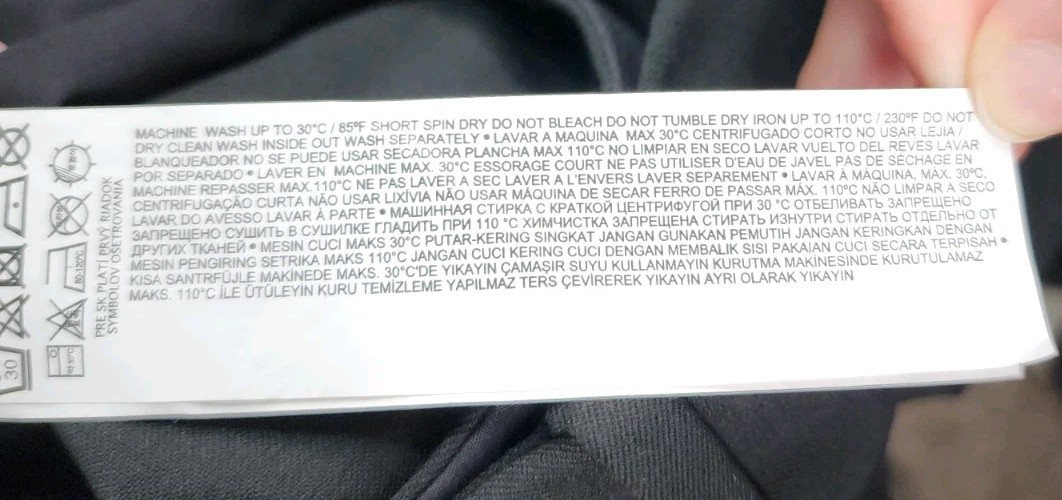 MACHINE WASH UP TO 30°C / 85ºF SHORT SPIN DRY DO NOT BLEACH DO NOT TUMBLE DRY IRON UP TO 110°C / 230ºF DO NOT
DRY CLEAN WASH INSIDE OUT WASH SEPARATELY • LAVAR A MAQUINA MAX 30°C CENTRIFUGADO CORTO NO USAR LEJIA /
BLANQUEADOR NO SE PUEDE USAR SECADORA PLANCHA MAX 110°C NO LIMPIAR EN SECO LAVAR VUELTO DEL REVES LAVAR
POR SEPARADO • LAVER EN MACHINE MAX. 30°C ESSORAGE COURT NE PAS UTILISER D'EAU DE JAVEL PAS DE SÉCHAGE EN
MACHINE REPASSER MAX.110°C NE PAS LAVER A SEC LAVER A L'ENVERS LAVER SEPAREMENT • LAVAR À MÁQUINA, MAX. 30ºC,
CENTRIFUGAÇÃO CURTA NÃO USAR LIXÍVIA NÃO USAR MÁQUINA DE SECAR FERRO DE PASSAR MÁX. 110ºC NÃO LIMPAR A SECO
LAVAR DO AVESSO LAVAR À PARTE • МАШИННАЯ СТИРКА С КРАТКОЙ ЦЕНТРИФУГОЙ ПРИ 30 °C ОТБЕЛИВАТЬ ЗАПРЕЩЕНО
ЗАПРЕЩЕНО СУШИТЬ В СУШИЛКЕ ГЛАДИТЬ ПРИ 110 °C ХИМЧИСТКА ЗАПРЕЩЕНА СТИРАТЬ ИЗНУТРИ СТИРАТЬ ОТДЕЛЬНО ОТ
ДРУГИХ ТКАНЕЙ • MESIN CUCI MAKS 30°C PUTAR-KERING SINGKAT JANGAN GUNAKAN PEMUTIH JANGAN KERINGKAN DENGAN
MESIN PENGIRING SETRIKA MAKS 110°C JANGAN CUCI KERING CUCI DENGAN MEMBALIK SISI PAKAIAN CUCI SECARA TERPISAH •
KISA SANTRFÜJLE MAKİNEDE MAKS. 30°C'DE YIKAYIN ÇAMAŞIR SUYU KULLANMAYIN KURUTMA MAKİNESİNDE KURUTULAMAZ
MAKS. 110°C İLE ÜTÜLEYİN KURU TEMİZLEME YAPILMAZ TERS ÇEVİREREK YIKAYIN AYRI OLARAK YIKAYIN
PRE SK PLATI PRVÝ RIADOK
SYMBOLOV OŠETROVANIA
30